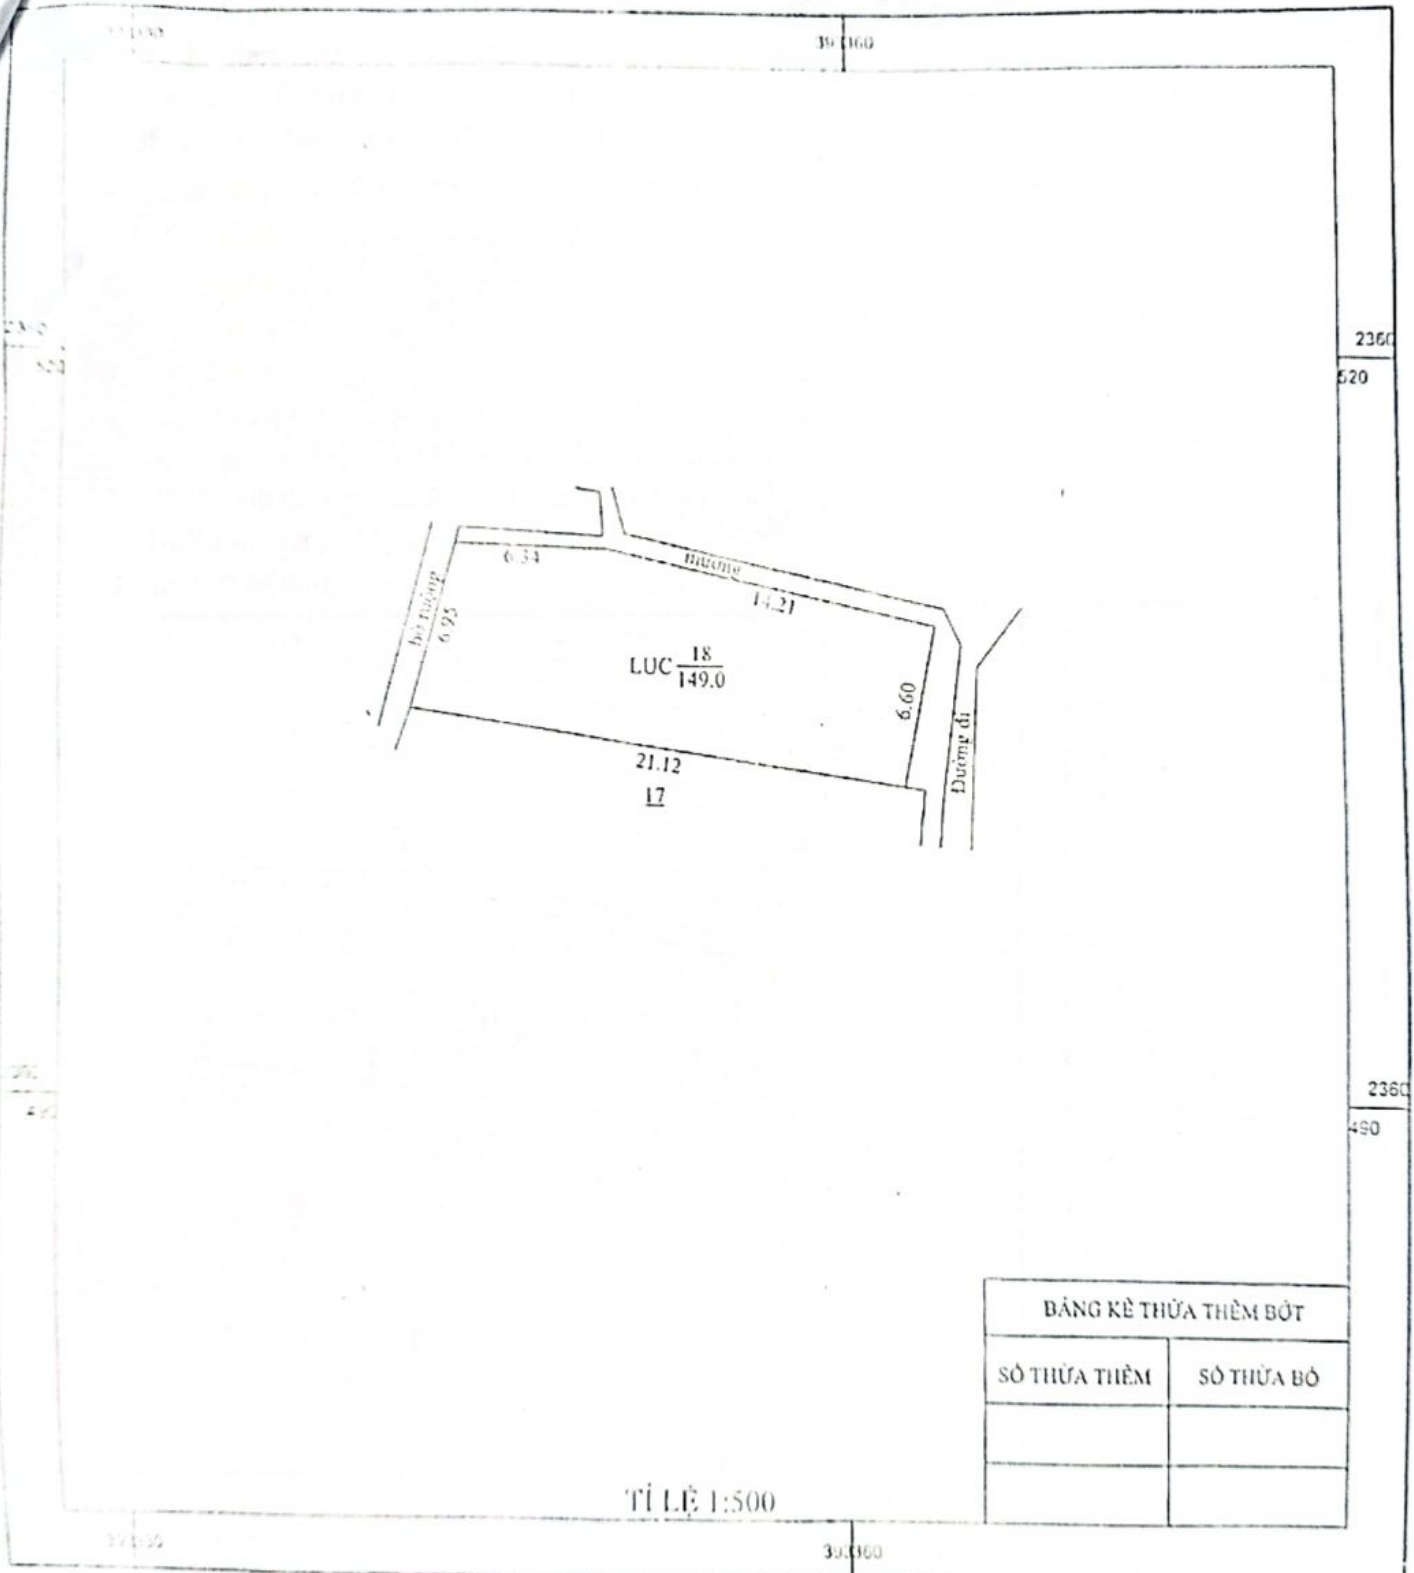 393360
2360
520
mương
6.34
14.21
bờ ruộng
6.95
LUC 18
149.0
6.60
Đường đi
21.12
17
2360
490
BẢNG KÊ THỬA THÊM BỚT
SỐ THỬA THÊM
SỐ THỬA BỎ
TỈ LỆ 1:500
393360